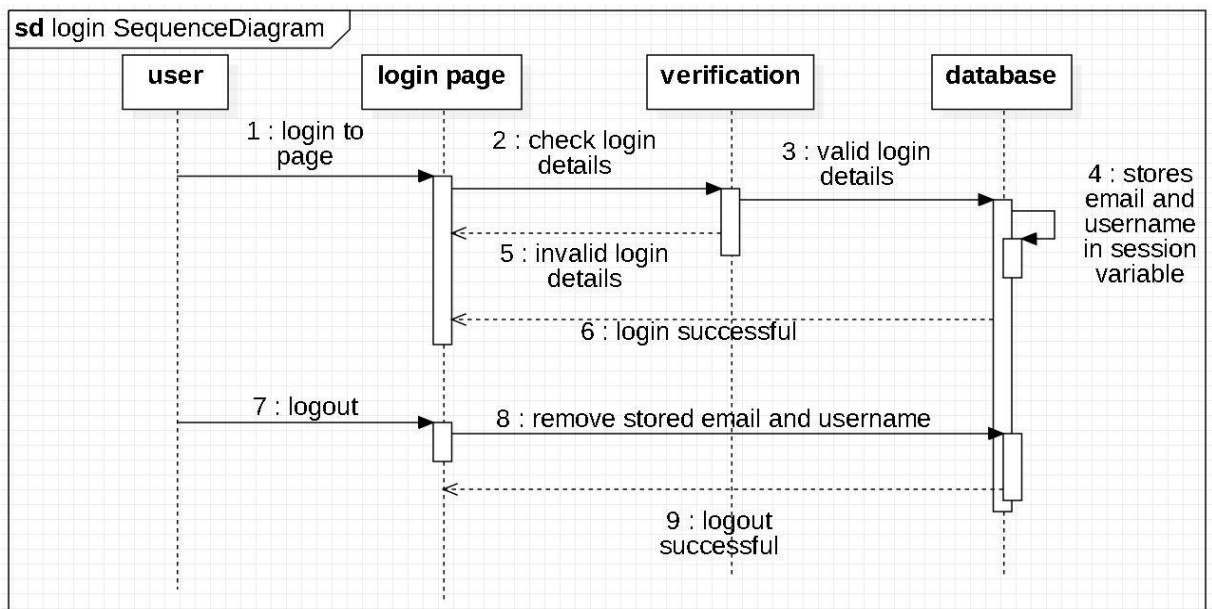 sd login SequenceDiagram
user
login page
verification
database
1 : login to
page
2 : check login
details
3 : valid login
details
4 : stores
email and
username
in session
variable
5 : invalid login
details
6 : login successful
7 : logout
8 : remove stored email and username
9 : logout
successful